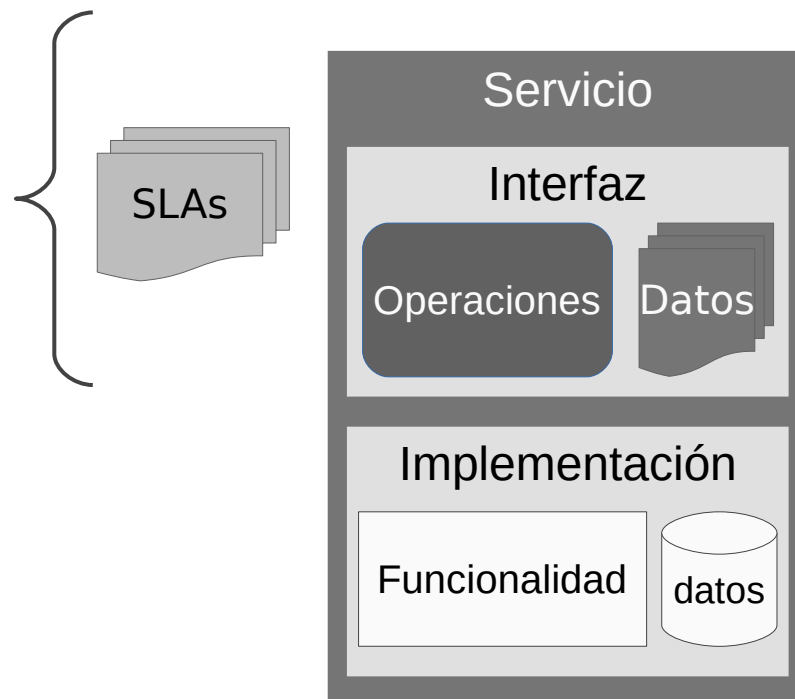 Servicio
Interfaz
SLAs
Operaciones
Datos
Implementación
Funcionalidad
datos